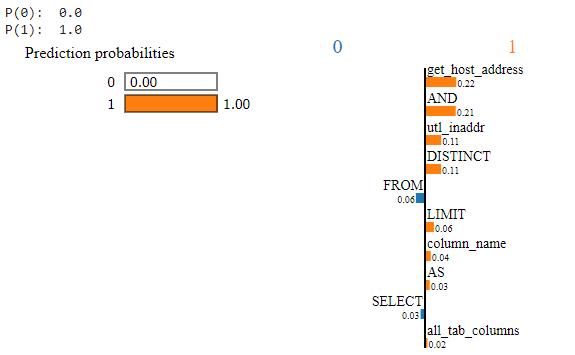 P(0): 0.0
P(1): 1.0
Prediction probabilities
0 0.00
1 1.00
0 1
get_host_address
0.22
AND
0.21
utl_inaddr
0.11
DISTINCT
0.11
FROM
0.06
LIMIT
0.06
column_name
0.04
AS
0.03
SELECT
0.03
all_tab_columns
0.02